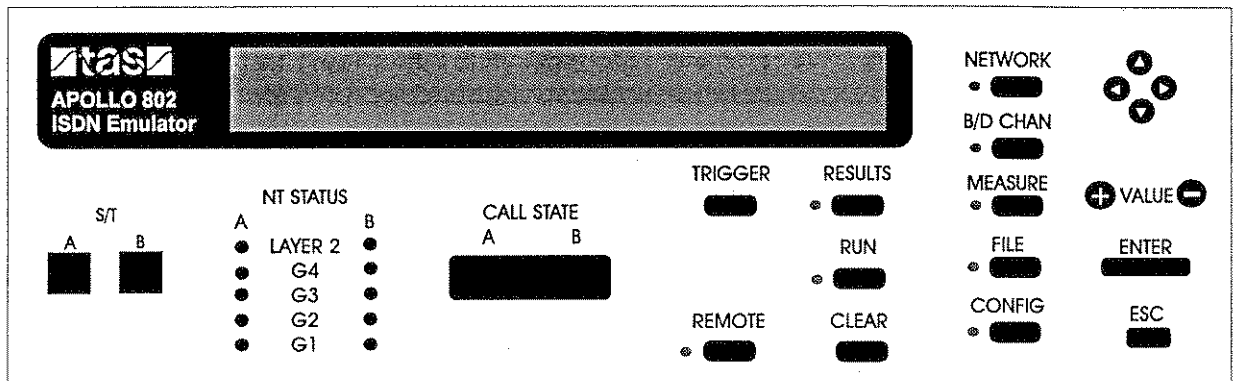 tas
APOLLO 802
ISDN Emulator
S/T
A B
NT STATUS
A B
LAYER 2
G4
G3
G2
G1
CALL STATE
A B
TRIGGER
RESULTS
RUN
REMOTE
CLEAR
NETWORK
B/D CHAN
MEASURE
FILE
CONFIG
+ VALUE -
ENTER
ESC